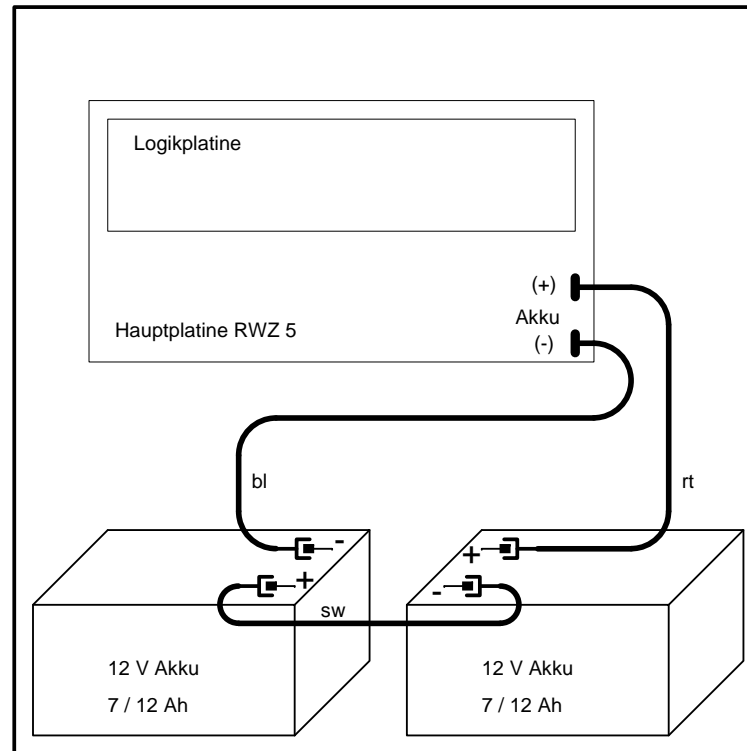 Logikplatine
(+)
Akku
Hauptplatine RWZ 5
(-)
bl
rt
-
+
+
-
sw
12 V Akku
7 / 12 Ah
12 V Akku
7 / 12 Ah